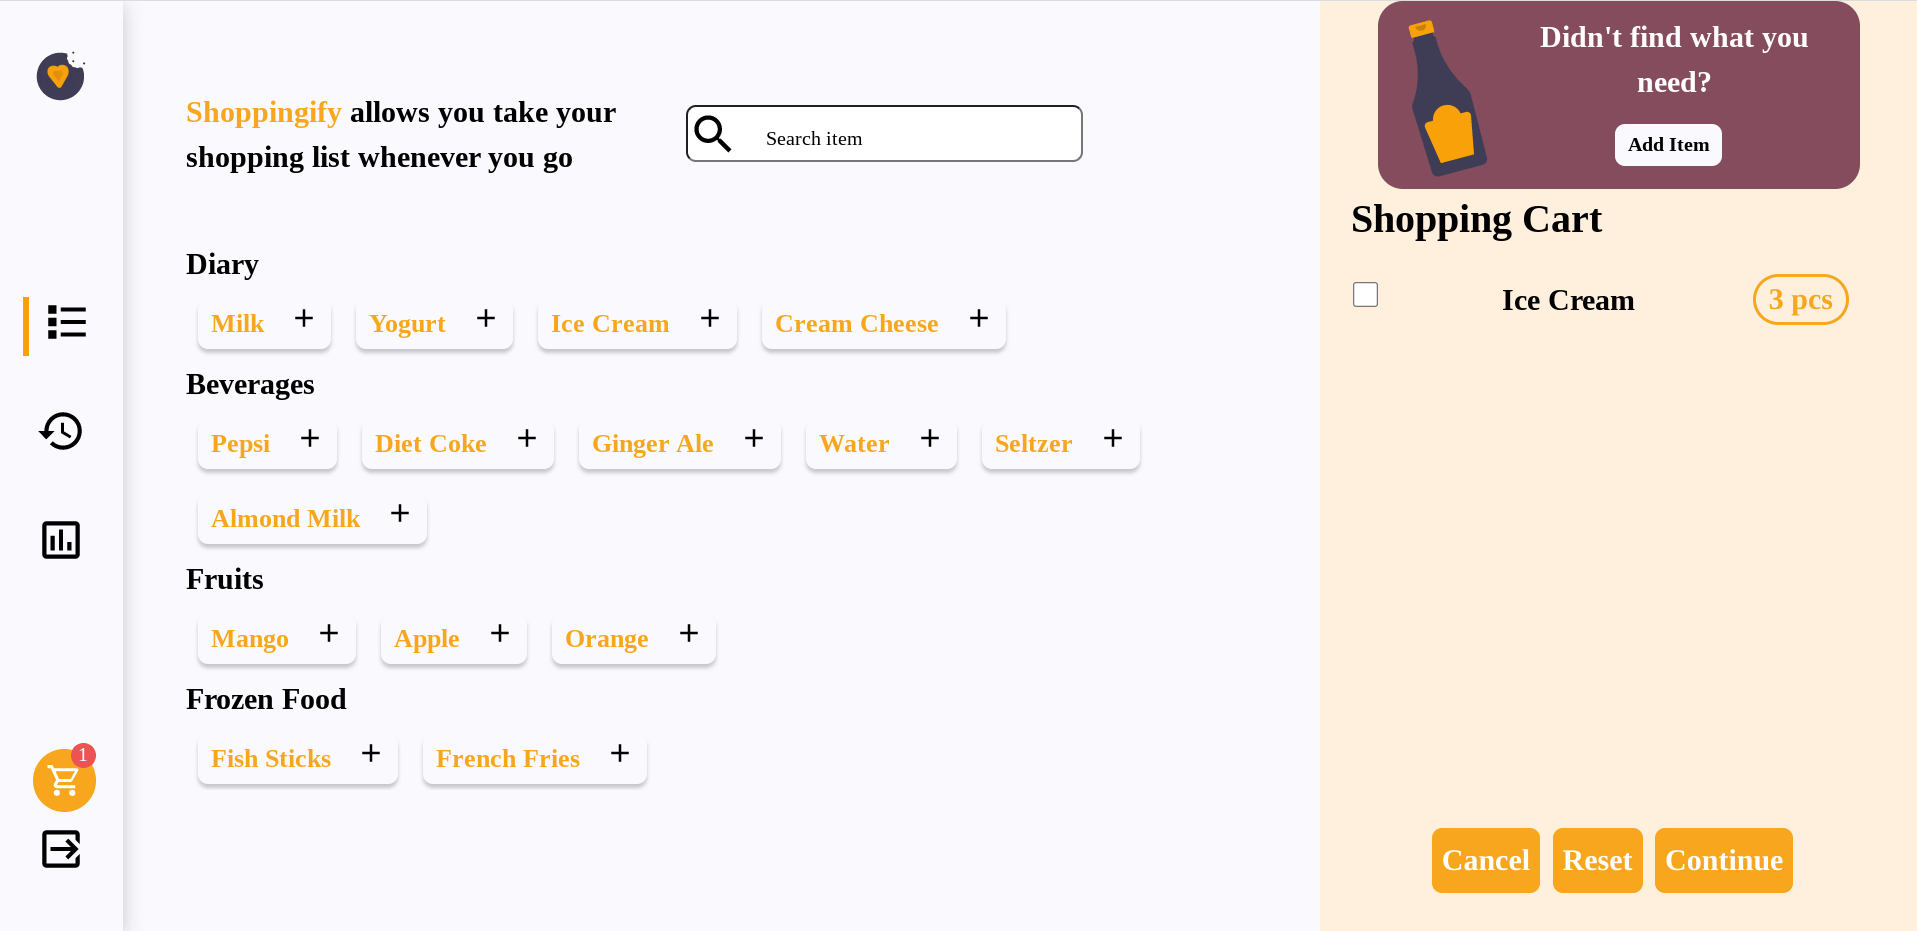 Shoppingify allows you take your
shopping list whenever you go
Search item
Diary
Milk
Yogurt
Ice Cream
Cream Cheese
Beverages
Pepsi
Diet Coke
Ginger Ale
Water
Seltzer
Almond Milk
Fruits
Mango
Apple
Orange
Frozen Food
Fish Sticks
French Fries
1
Didn't find what you
need?
Add Item
Shopping Cart
Ice Cream
3 pcs
Cancel
Reset
Continue